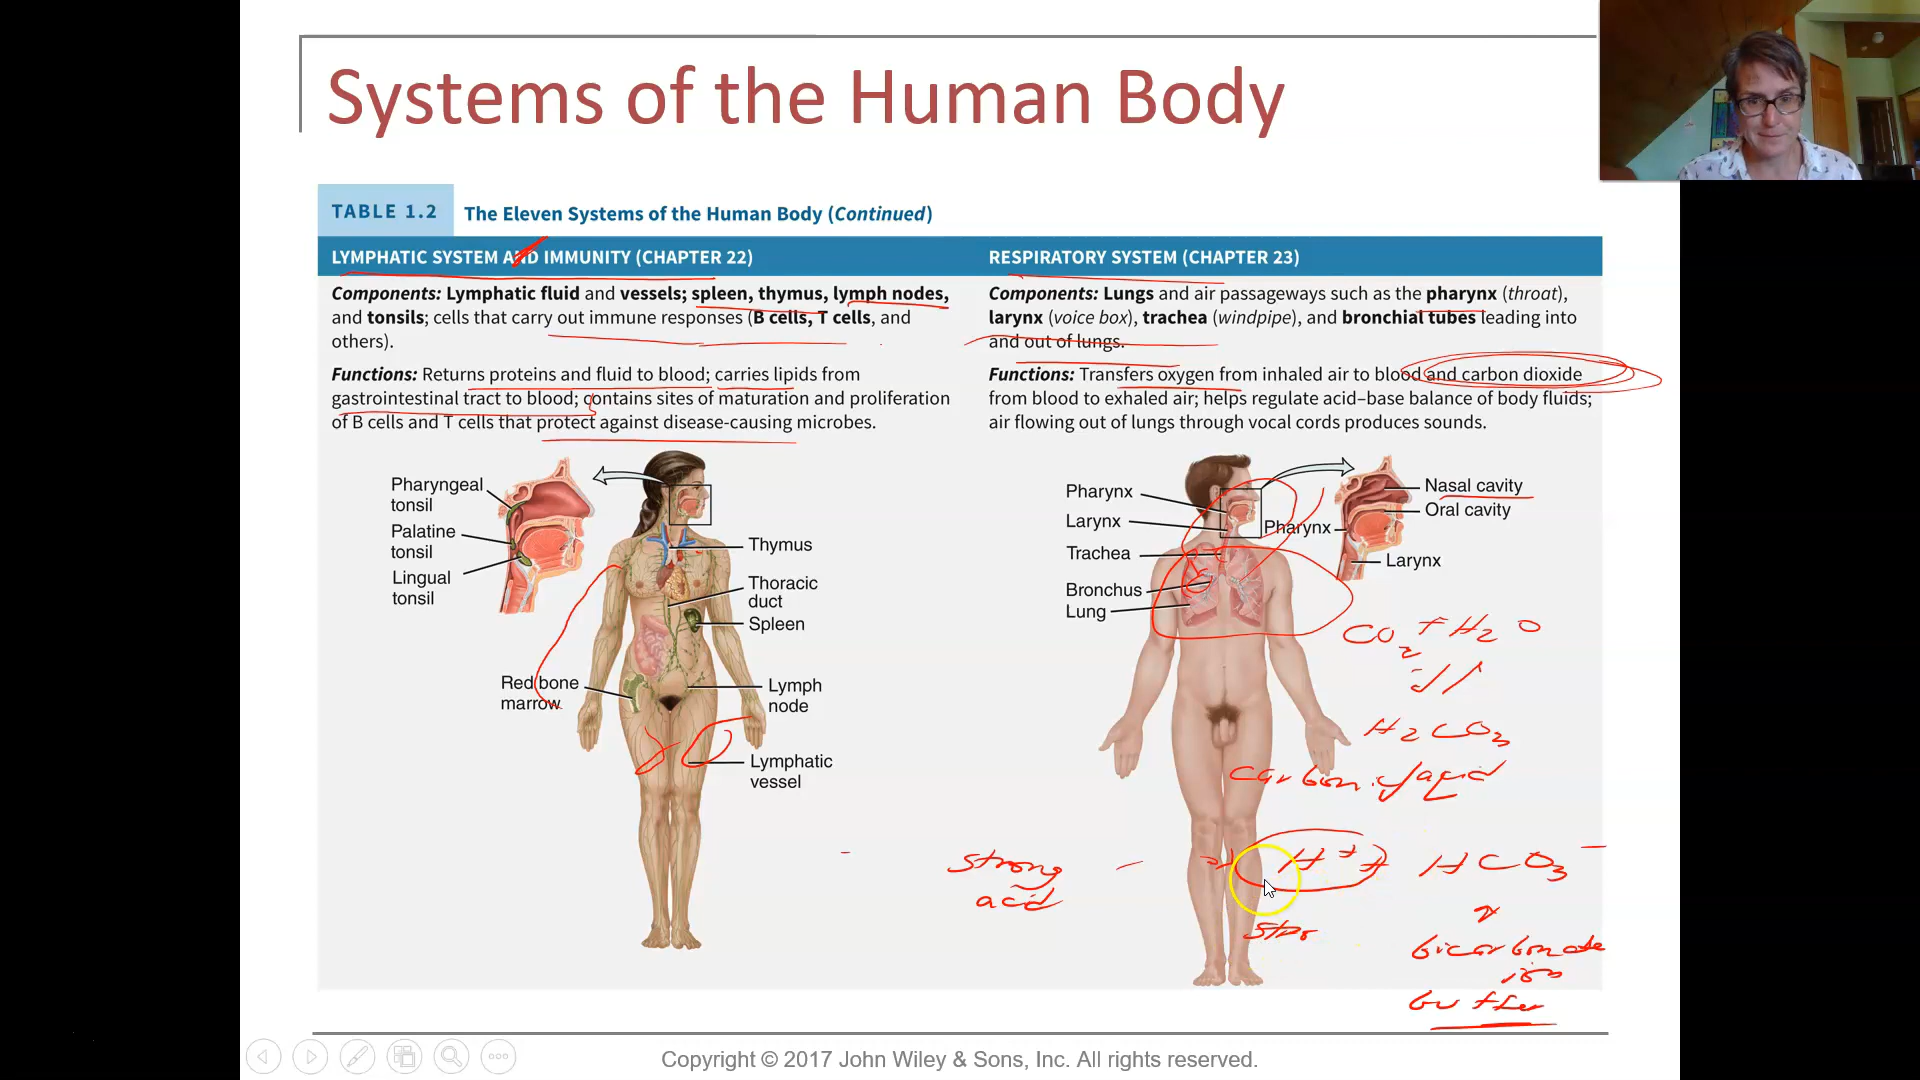 Systems of the Human Body
TABLE 1.2
The Eleven Systems of the Human Body (Continued)
LYMPHATIC SYSTEM AND IMMUNITY (CHAPTER 22)
Components: Lymphatic fluid and vessels; spleen, thymus, lymph nodes,
and tonsils; cells that carry out immune responses (B cells, T cells, and
others).
Functions: Returns proteins and fluid to blood; carries lipids from
gastrointestinal tract to blood; contains sites of maturation and proliferation
of B cells and T cells that protect against disease-causing microbes.
Pharyngeal
tonsil
Palatine
tonsil
Lingual
tonsil
Thymus
Thoracic
duct
Spleen
Red bone
marrow
Lymph
node
Lymphatic
vessel
RESPIRATORY SYSTEM (CHAPTER 23)
Components: Lungs and air passageways such as the pharynx (throat),
larynx (voice box), trachea (windpipe), and bronchial tubes leading into
and out of lungs.
Functions: Transfers oxygen from inhaled air to blood and carbon dioxide
from blood to exhaled air; helps regulate acid–base balance of body fluids;
air flowing out of lungs through vocal cords produces sounds.
Pharynx
Larynx
Trachea
Bronchus
Lung
Nasal cavity
Oral cavity
Pharynx
Larynx
CO2 + H2O
H2CO3
carbonic acid
H+ + HCO3-
strong
acid
bicarbonate
ion
buffer
Copyright © 2017 John Wiley & Sons, Inc. All rights reserved.